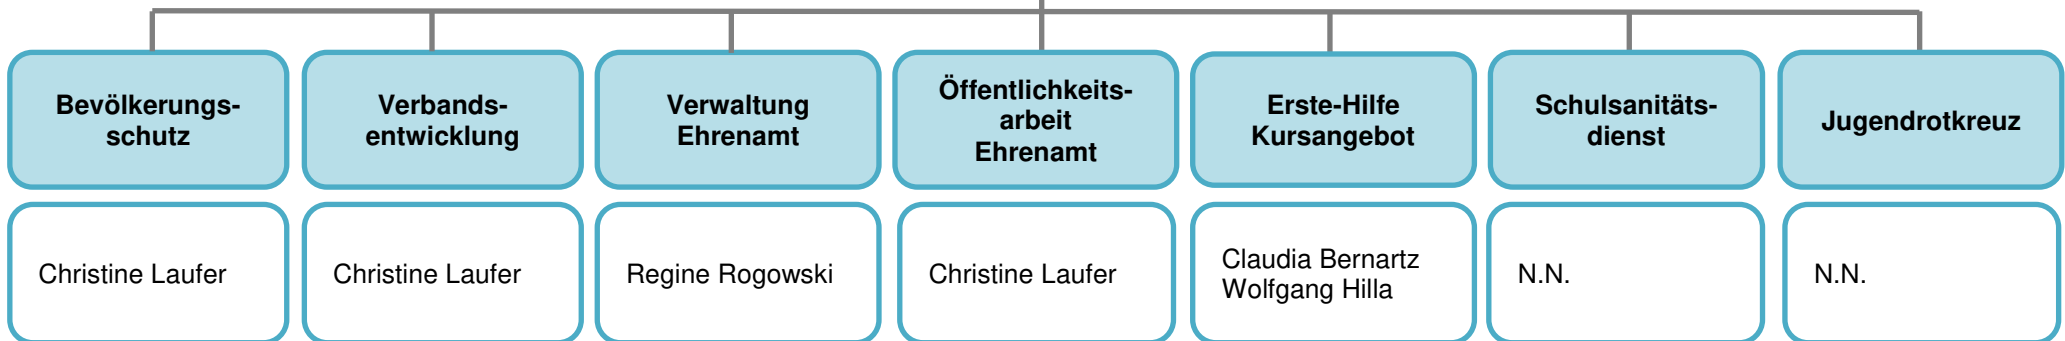 Bevölkerungs-
schutz
Verbands-
entwicklung
Verwaltung
Ehrenamt
Öffentlichkeits-
arbeit
Ehrenamt
Erste-Hilfe
Kursangebot
Schulsanitäts-
dienst
Jugendrotkreuz
Christine Laufer
Christine Laufer
Regine Rogowski
Christine Laufer
Claudia Bernartz
Wolfgang Hilla
N.N.
N.N.